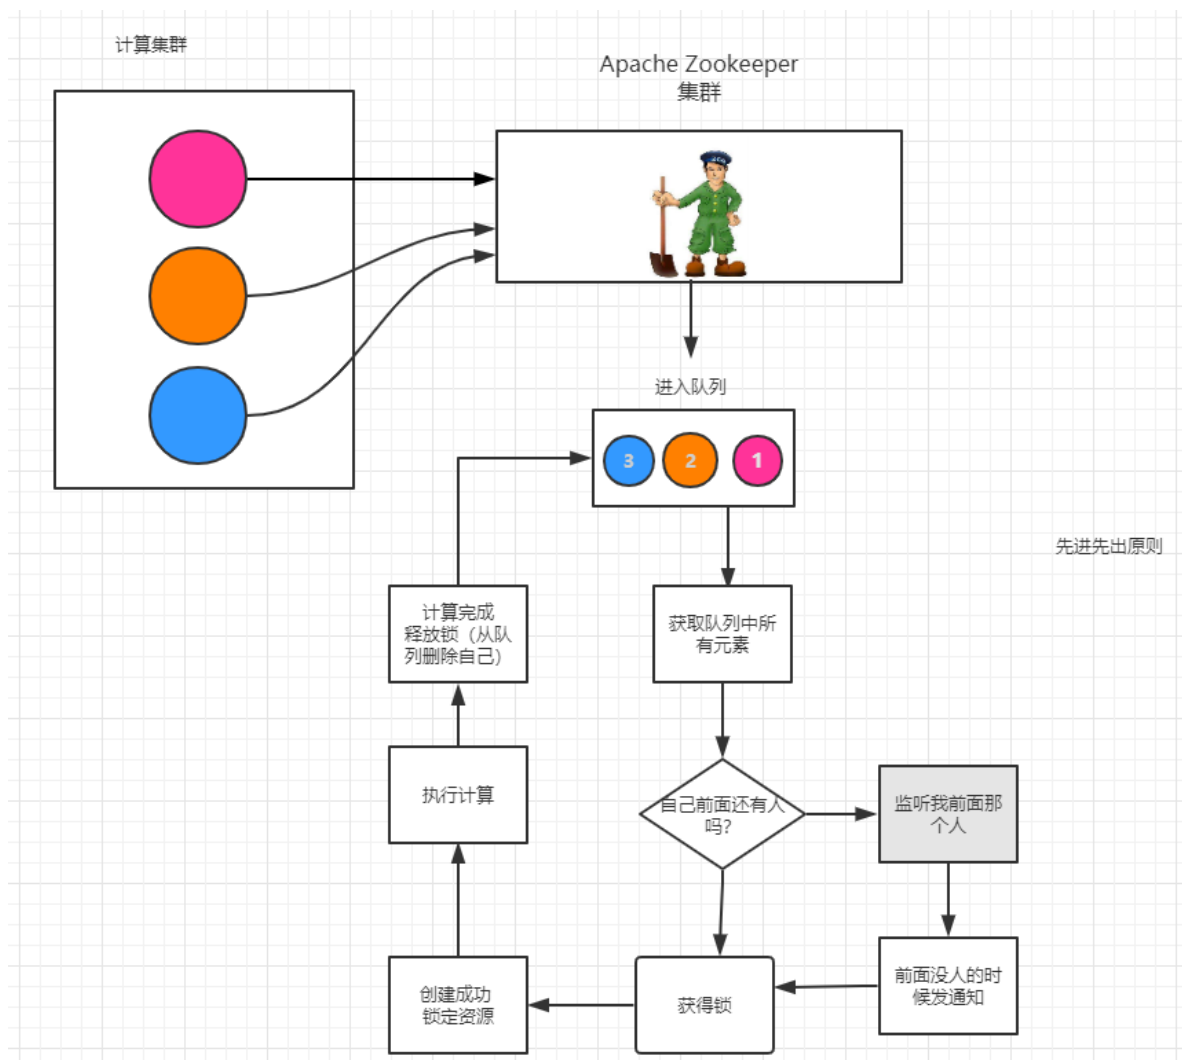 计算集群
Apache Zookeeper
集群
进入队列
3
2
1
先进先出原则
计算完成
释放锁（从队
列删除自己）
获取队列中所
有元素
执行计算
自己前面还有人
吗？
监听我前面那
个人
创建成功
锁定资源
获得锁
前面没人的时
候发通知